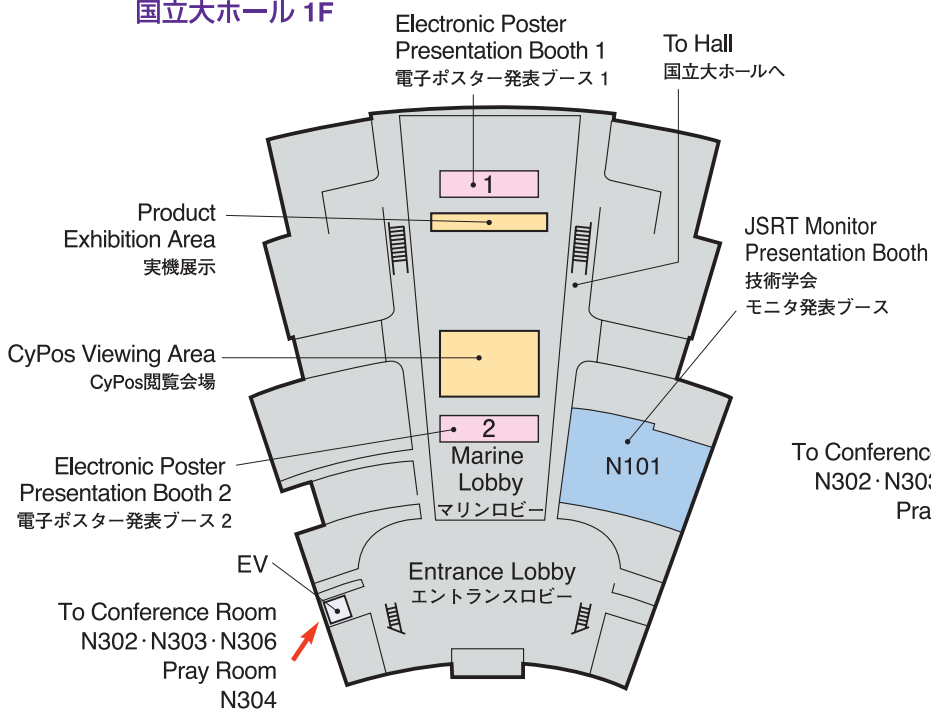 国立大ホール 1F
Electronic Poster
Presentation Booth 1
電子ポスター発表ブース 1
To Hall
国立大ホールへ
1
Product
Exhibition Area
実機展示
JSRT Monitor
Presentation Booth
技術学会
モニタ発表ブース
CyPos Viewing Area
CyPos閲覧会場
2
Marine
Lobby
マリンロビー
N101
Electronic Poster
Presentation Booth 2
電子ポスター発表ブース 2
To Conference
N302・N303
Pra
EV
Entrance Lobby
エントランスロビー
To Conference Room
N302・N303・N306
Pray Room
N304